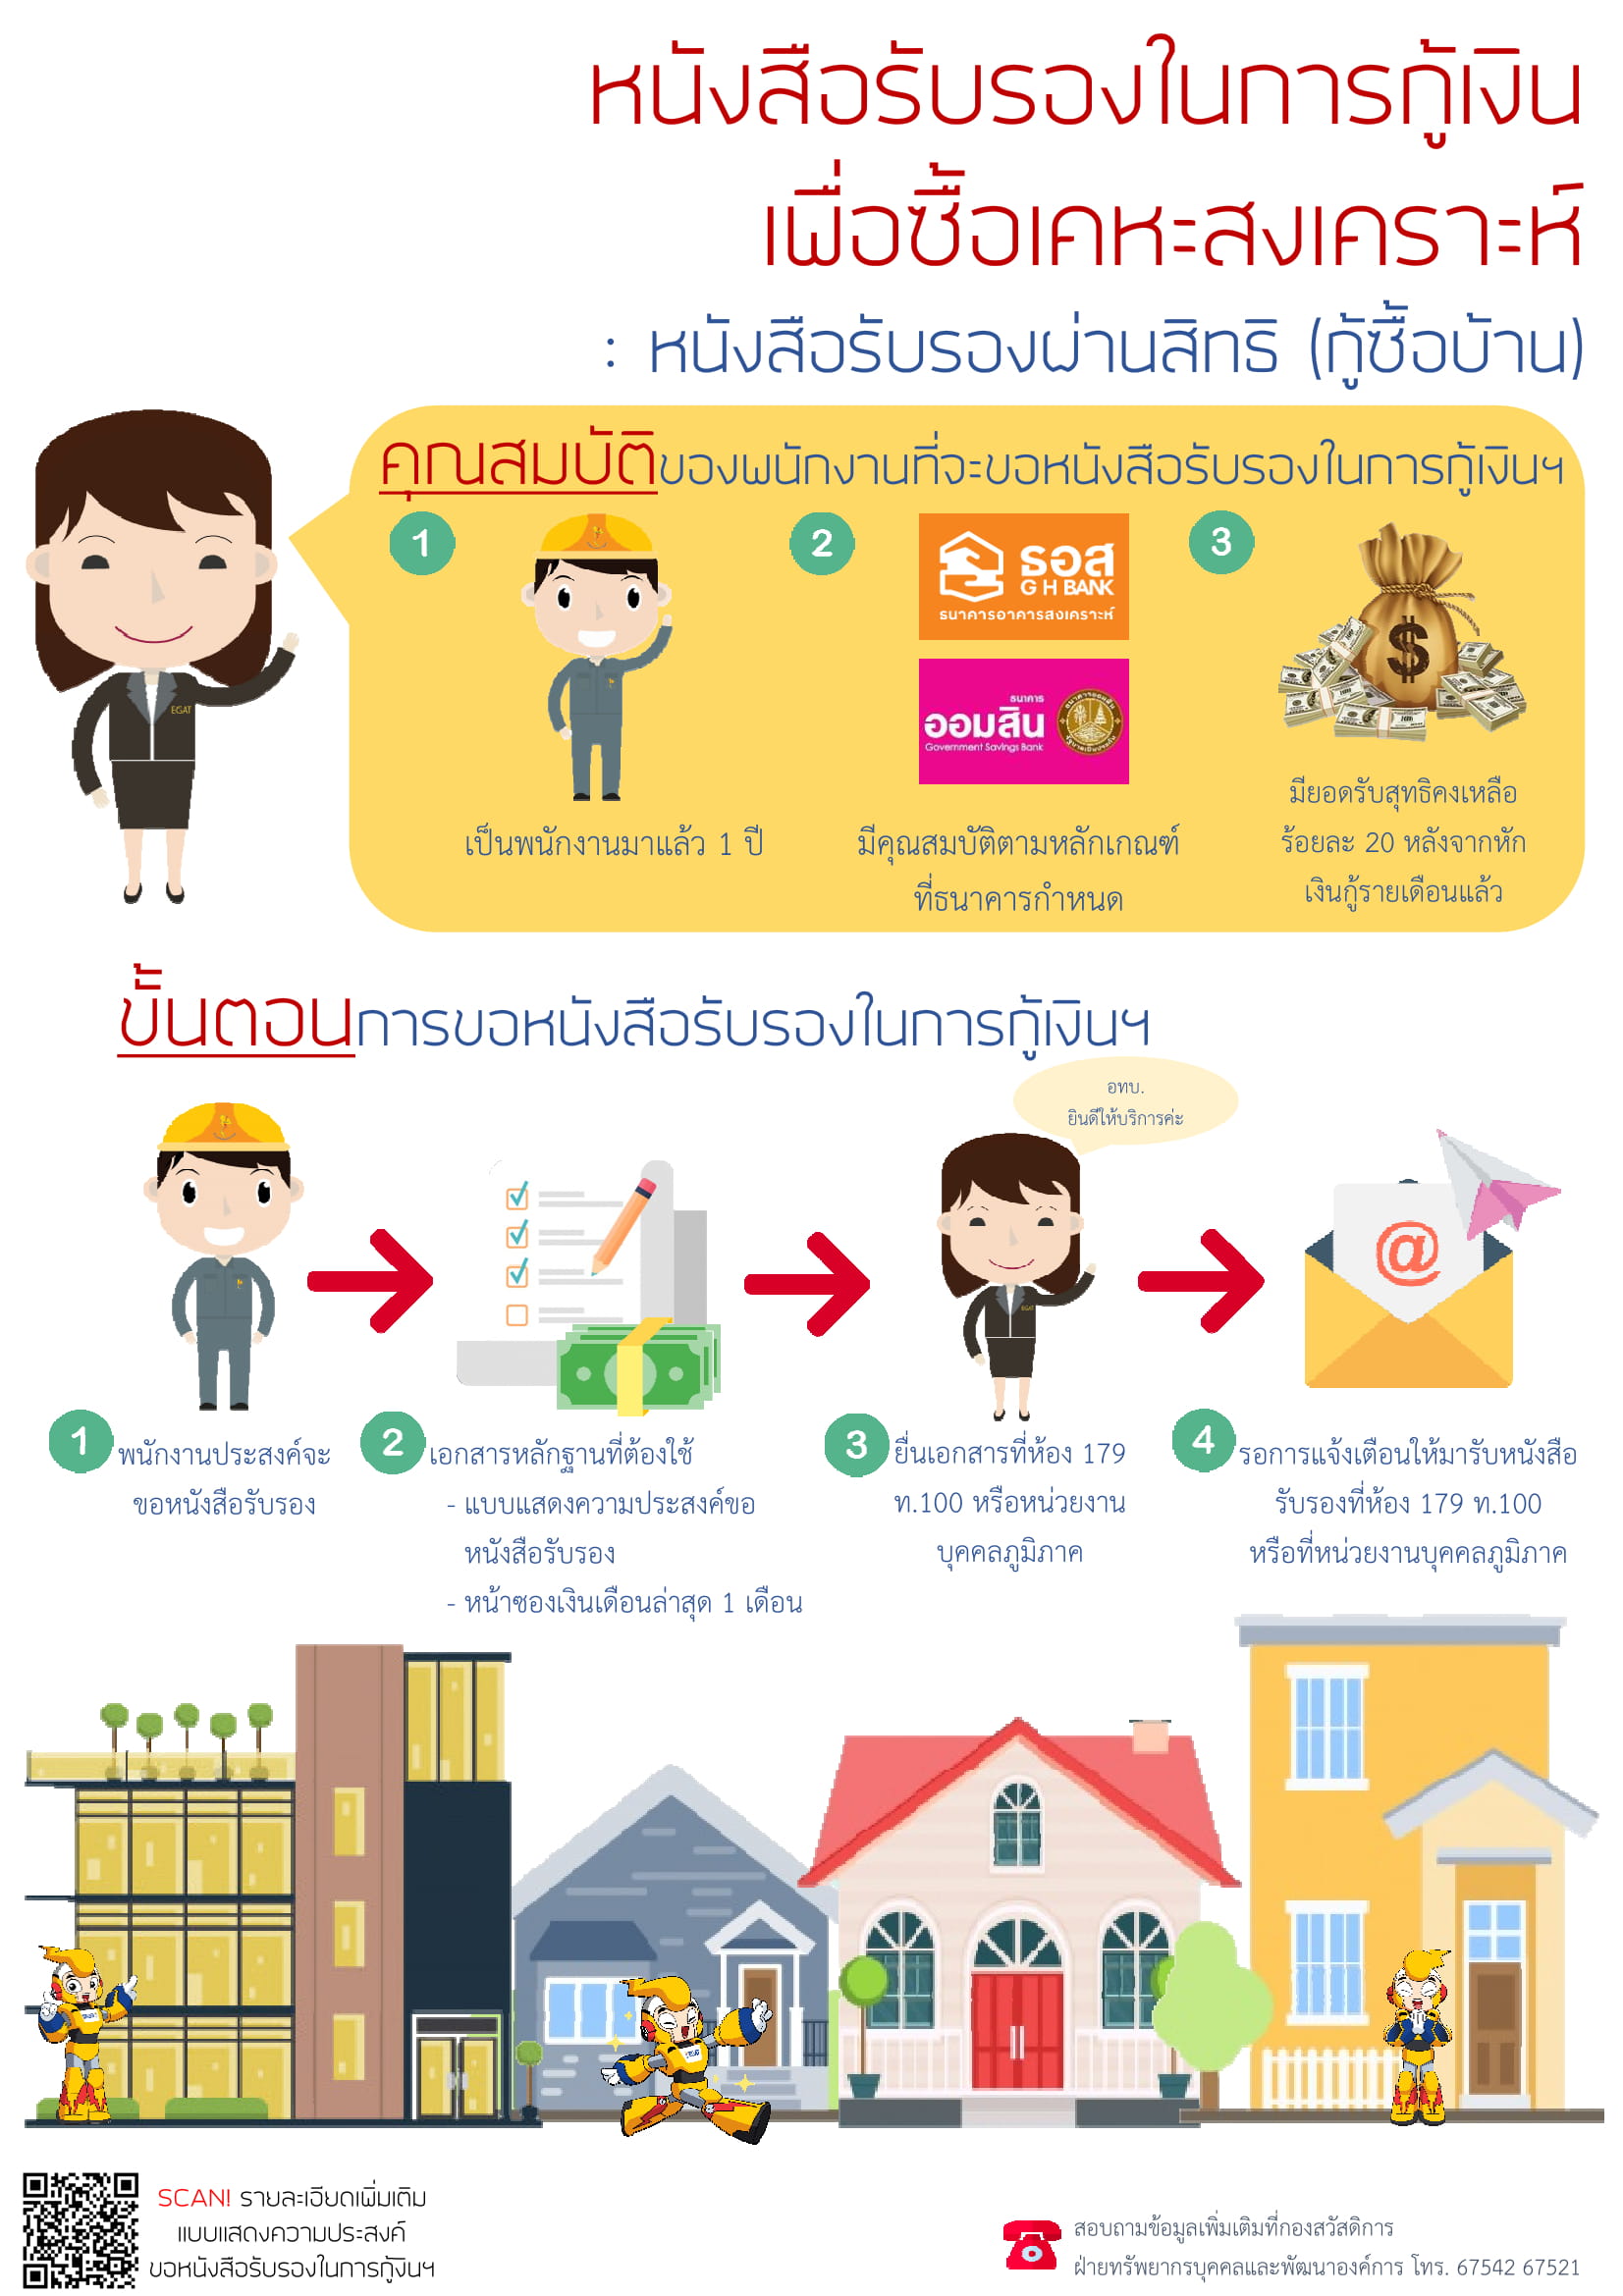 หนังสือรับรองในการกู้เงิน
เพื่อซื้อเคหะสงเคราะห์
: หนังสือรับรองผ่านสิทธิ (กู้ซื้อบ้าน)
คุณสมบัติของพนักงานที่จะขอหนังสือรับรองในการกู้เงินฯ
1
เป็นพนักงานมาแล้ว 1 ปี
2
ธอส
G H BANK
ธนาคารอาคารสงเคราะห์
ธนาคาร
ออมสิน
Government Savings Bank
มีคุณสมบัติตามหลักเกณฑ์
ที่ธนาคารกำหนด
3
$
มียอดรับสุทธิคงเหลือ
ร้อยละ 20 หลังจากหัก
เงินกู้รายเดือนแล้ว
EGAT
ขั้นตอนการขอหนังสือรับรองในการกู้เงินฯ
อทบ.
ยินดีให้บริการค่ะ
EGAT
@
1 พนักงานประสงค์จะ
ขอหนังสือรับรอง
2 เอกสารหลักฐานที่ต้องใช้
- แบบแสดงความประสงค์ขอ
หนังสือรับรอง
- หน้าซองเงินเดือนล่าสุด 1 เดือน
3 ยื่นเอกสารที่ห้อง 179
ท.100 หรือหน่วยงาน
บุคคลภูมิภาค
4 รอการแจ้งเตือนให้มารับหนังสือ
รับรองที่ห้อง 179 ท.100
หรือที่หน่วยงานบุคคลภูมิภาค
SCAN! รายละเอียดเพิ่มเติม
แบบแสดงความประสงค์
ขอหนังสือรับรองในการกู้งินฯ
สอบถามข้อมูลเพิ่มเติมที่กองสวัสดิการ
ฝ่ายทรัพยากรบุคคลและพัฒนาองค์การ โทร. 67542 67521